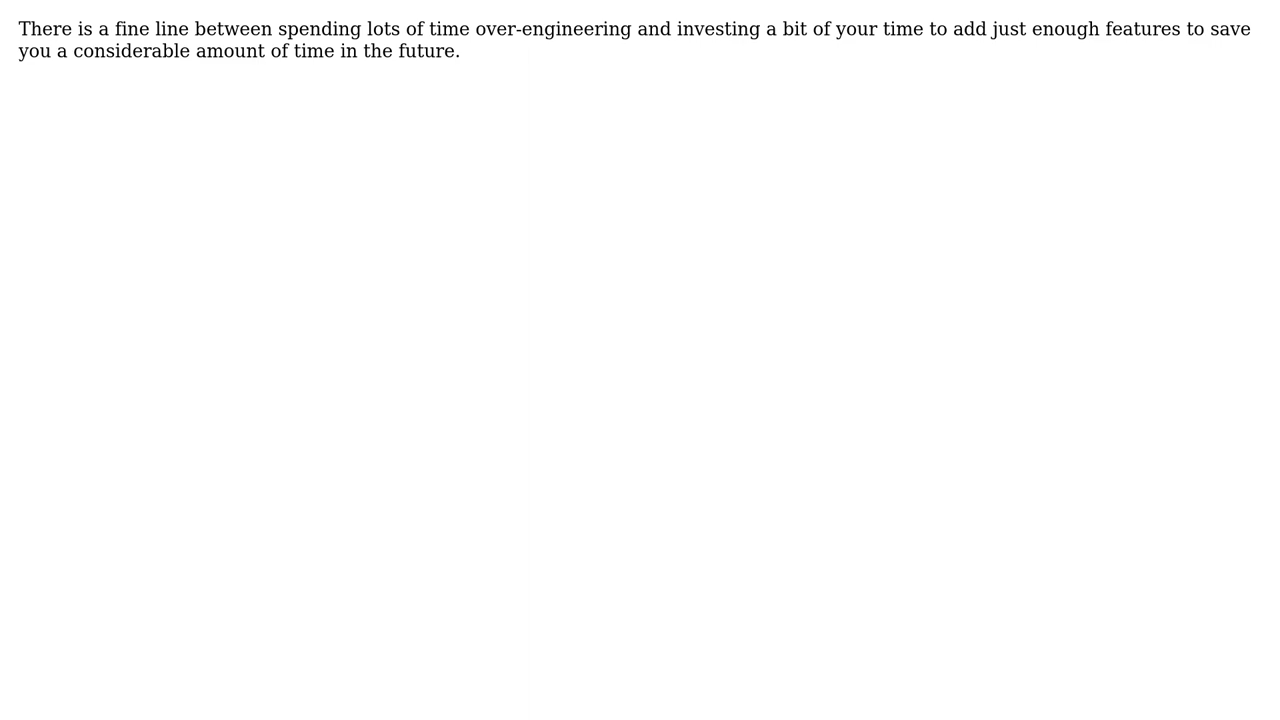 There is a fine line between spending lots of time over-engineering and investing a bit of your time to add just enough features to save
you a considerable amount of time in the future.